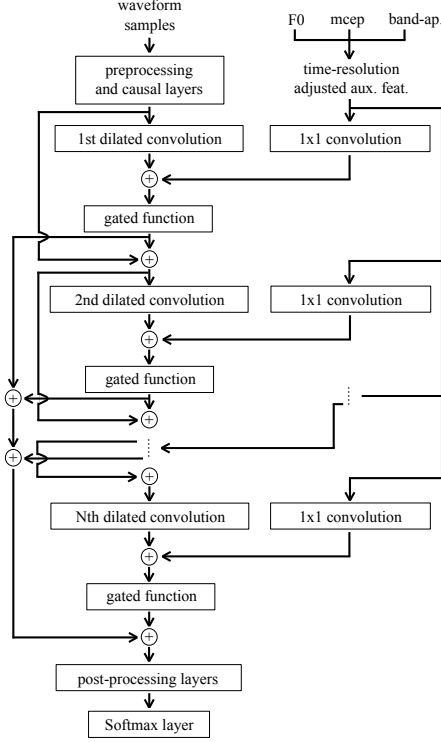 waveform
samples
F0 mcep band-ap.
preprocessing
and causal layers
time-resolution
adjusted aux. feat.
1st dilated convolution
1x1 convolution
+
gated function
+
2nd dilated convolution
1x1 convolution
+
gated function
+
+
+
+
Nth dilated convolution
1x1 convolution
+
gated function
+
post-processing layers
Softmax layer